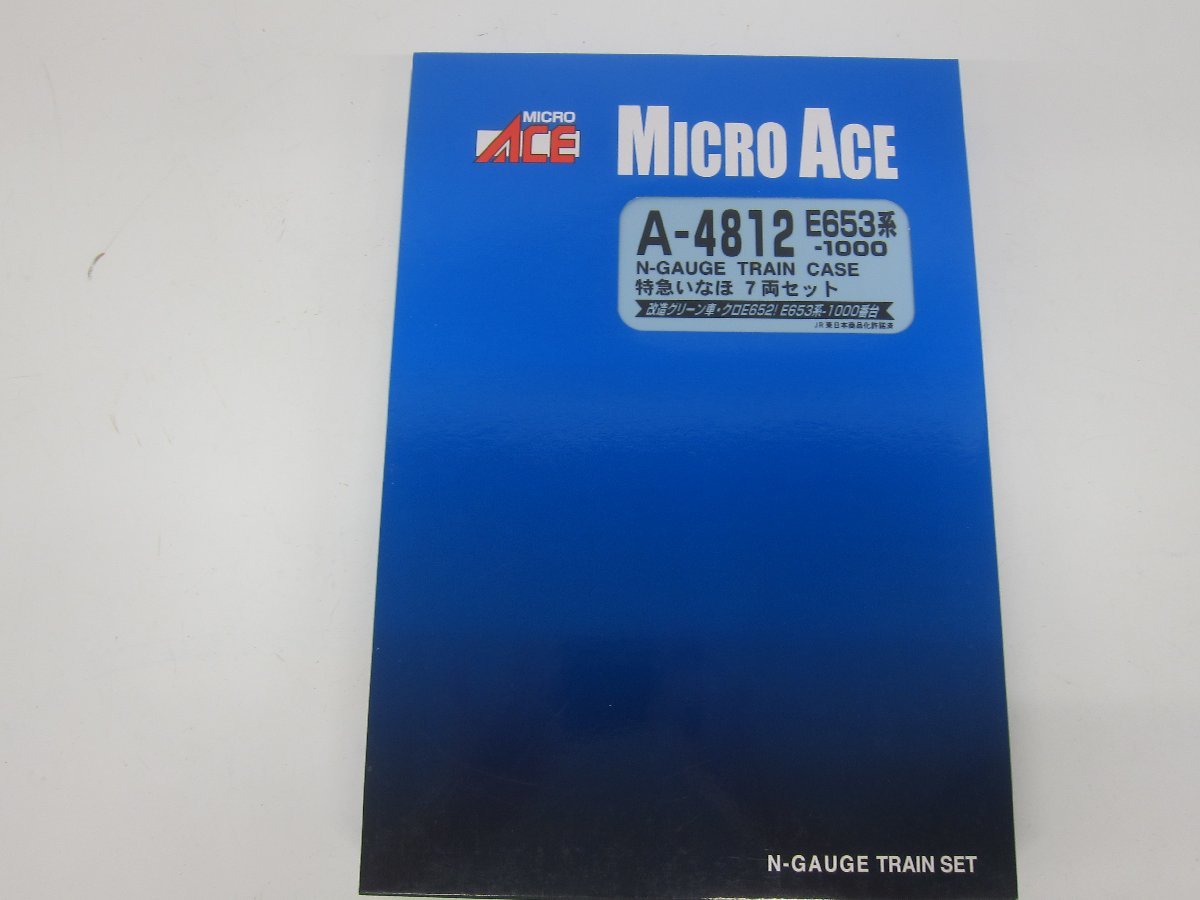 MICRO
ACE
MICRO ACE
A-4812 E653系
-1000
N-GAUGE TRAIN CASE
特急いなほ 7両セット
改造グリーン車・クロE652! E653系-1000番台
JR東日本商品化許諾済
N-GAUGE TRAIN SET